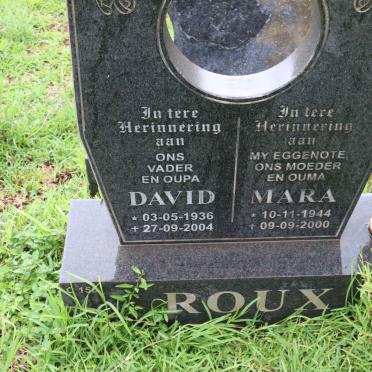 In tere
Herinnering
aan
ONS
VADER
EN OUPA
DAVID
* 03-05-1936
† 27-09-2004
In tere
Herinnering
aan
MY EGGENOTE,
ONS MOEDER
EN OUMA
MARA
* 10-11-1944
† 09-09-2000
ROUX